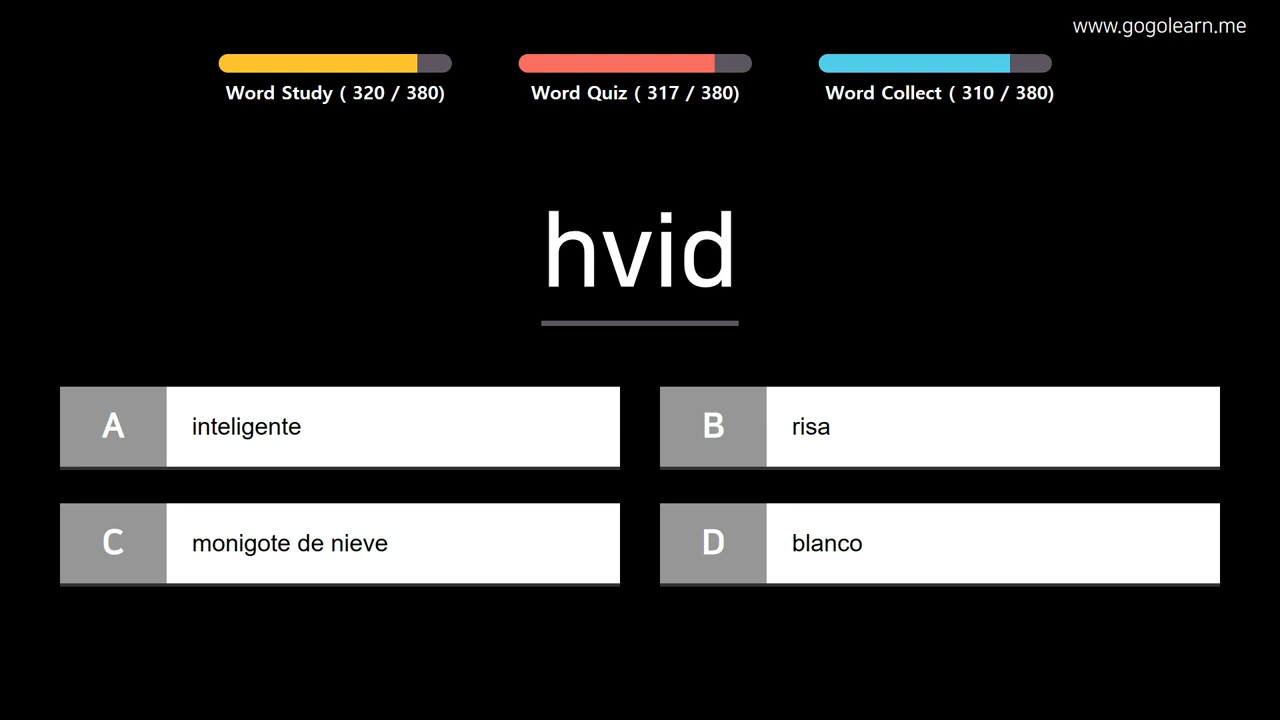 www.gogolearn.me
Word Study ( 320 / 380)
Word Quiz ( 317 / 380)
Word Collect ( 310 / 380)
hvid
A inteligente
B risa
C monigote de nieve
D blanco